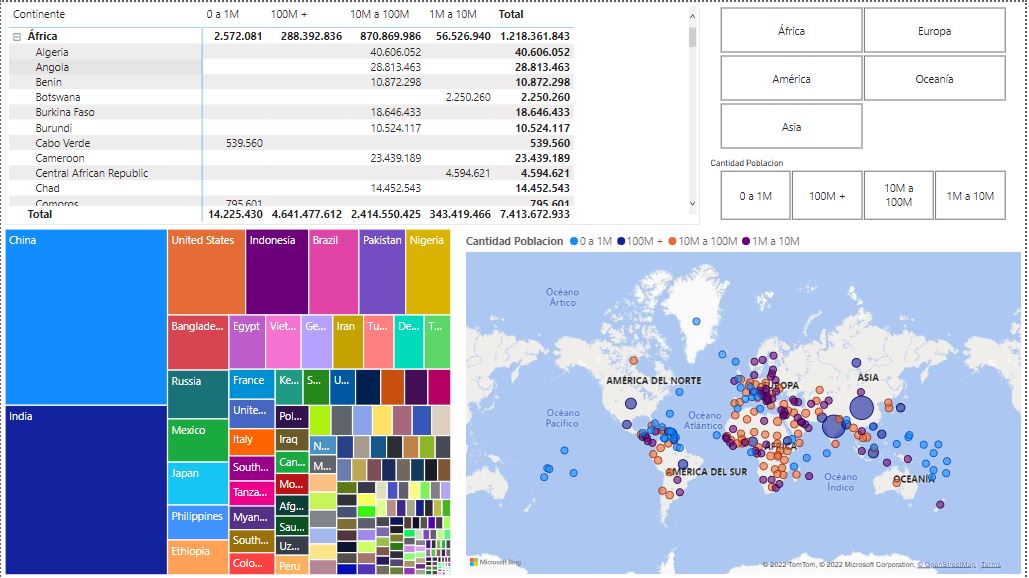 Continente 0 a 1M 100M + 10M a 100M 1M a 10M Total
África 2.572.081 288.392.836 870.869.986 56.526.940 1.218.361.843
Algeria 40.606.052 40.606.052
Angola 28.813.463 28.813.463
Benin 10.872.298 10.872.298
Botswana 2.250.260 2.250.260
Burkina Faso 18.646.433 18.646.433
Burundi 10.524.117 10.524.117
Cabo Verde 539.560 539.560
Cameroon 23.439.189 23.439.189
Central African Republic 4.594.621 4.594.621
Chad 14.452.543 14.452.543
Comoros 795.601 795.601
Total 14.225.430 4.641.477.612 2.414.550.425 343.419.466 7.413.672.933
África Europa
América Oceanía
Asia
Cantidad Poblacion
0 a 1M 100M + 10M a 100M 1M a 10M
China
India
United States
Indonesia
Brazil
Pakistan
Nigeria
Banglade...
Egypt
Viet...
Ge...
Iran
Tu...
De...
T...
Russia
Mexico
Japan
Philippines
Ethiopia
France
Unite...
Italy
South...
Tanza...
Myan...
South...
Colo...
Ke...
S...
U...
Pol...
Iraq
Can...
Mo...
Afg...
Sau...
Uz...
Peru
N...
M...
Cantidad Poblacion 0 a 1M 100M + 10M a 100M 1M a 10M
Océano Ártico
AMÉRICA DEL NORTE
ASIA
Océano Pacífico
Océano Atlántico
ÁFRICA
AMÉRICA DEL SUR
Océano Índico
OCEANÍA
Microsoft Bing
© 2022 TomTom, © 2022 Microsoft Corporation, © OpenStreetMap Terms